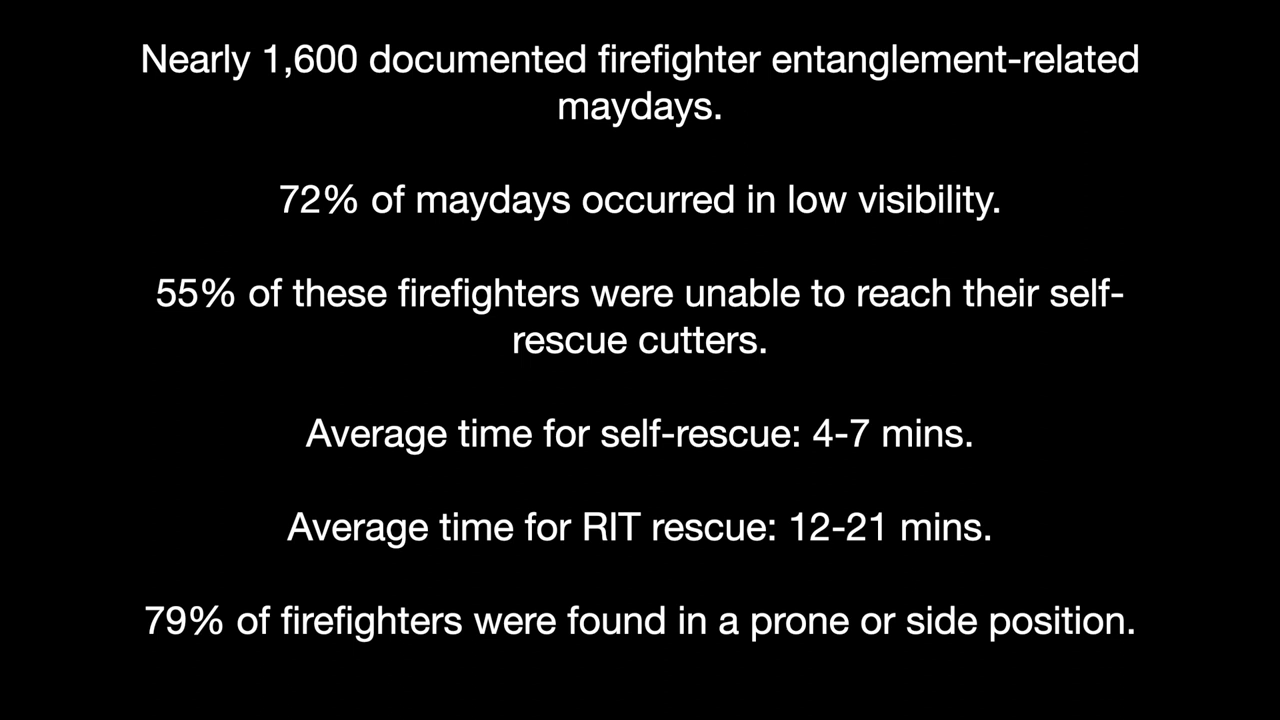 Nearly 1,600 documented firefighter entanglement-related
maydays.
72% of maydays occurred in low visibility.
55% of these firefighters were unable to reach their self-
rescue cutters.
Average time for self-rescue: 4-7 mins.
Average time for RIT rescue: 12-21 mins.
79% of firefighters were found in a prone or side position.